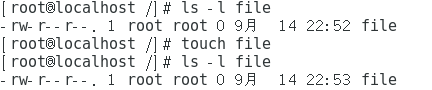 [root@localhost /]# ls -l file
-rw-r--r--. 1 root root 0 9月  14 22:52 file
[root@localhost /]# touch file
[root@localhost /]# ls -l file
-rw-r--r--. 1 root root 0 9月  14 22:53 file